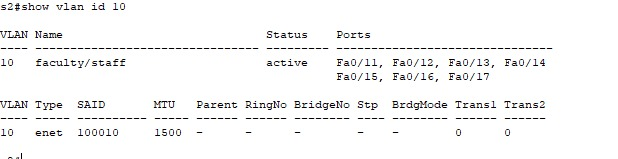 s2#show vlan id 10
VLAN Name Status Ports
---- -------------------------------- --------- -------------------------------
10 faculty/staff active Fa0/11, Fa0/12, Fa0/13, Fa0/14
Fa0/15, Fa0/16, Fa0/17
VLAN Type SAID MTU Parent RingNo BridgeNo Stp BrdgMode Trans1 Trans2
---- ----- ---------- ----- ------ ------ -------- ---- -------- ------ ------
10 enet 100010 1500 - - - - - 0 0